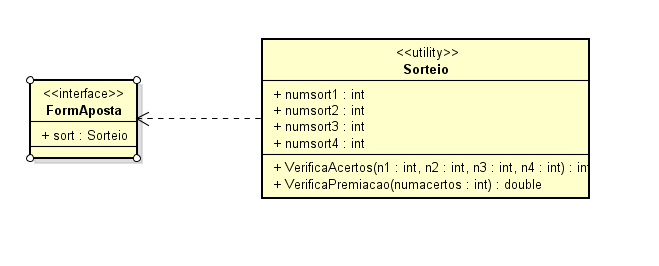 <<interface>>
FormAposta
+ sort : Sorteio
<<utility>>
Sorteio
+ numsort1 : int
+ numsort2 : int
+ numsort3 : int
+ numsort4 : int
+ VerificaAcertos(n1 : int, n2 : int, n3 : int, n4 : int) : int
+ VerificaPremiacao(numacertos : int) : double